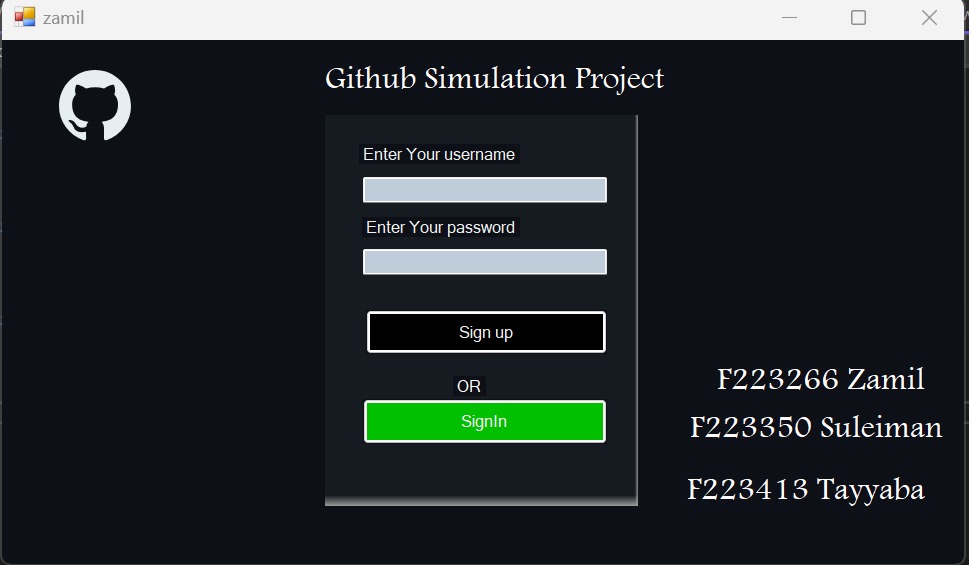 zamil
Github Simulation Project
Enter Your username
Enter Your password
Sign up
OR
SignIn
F223266 Zamil
F223350 Suleiman
F223413 Tayyaba